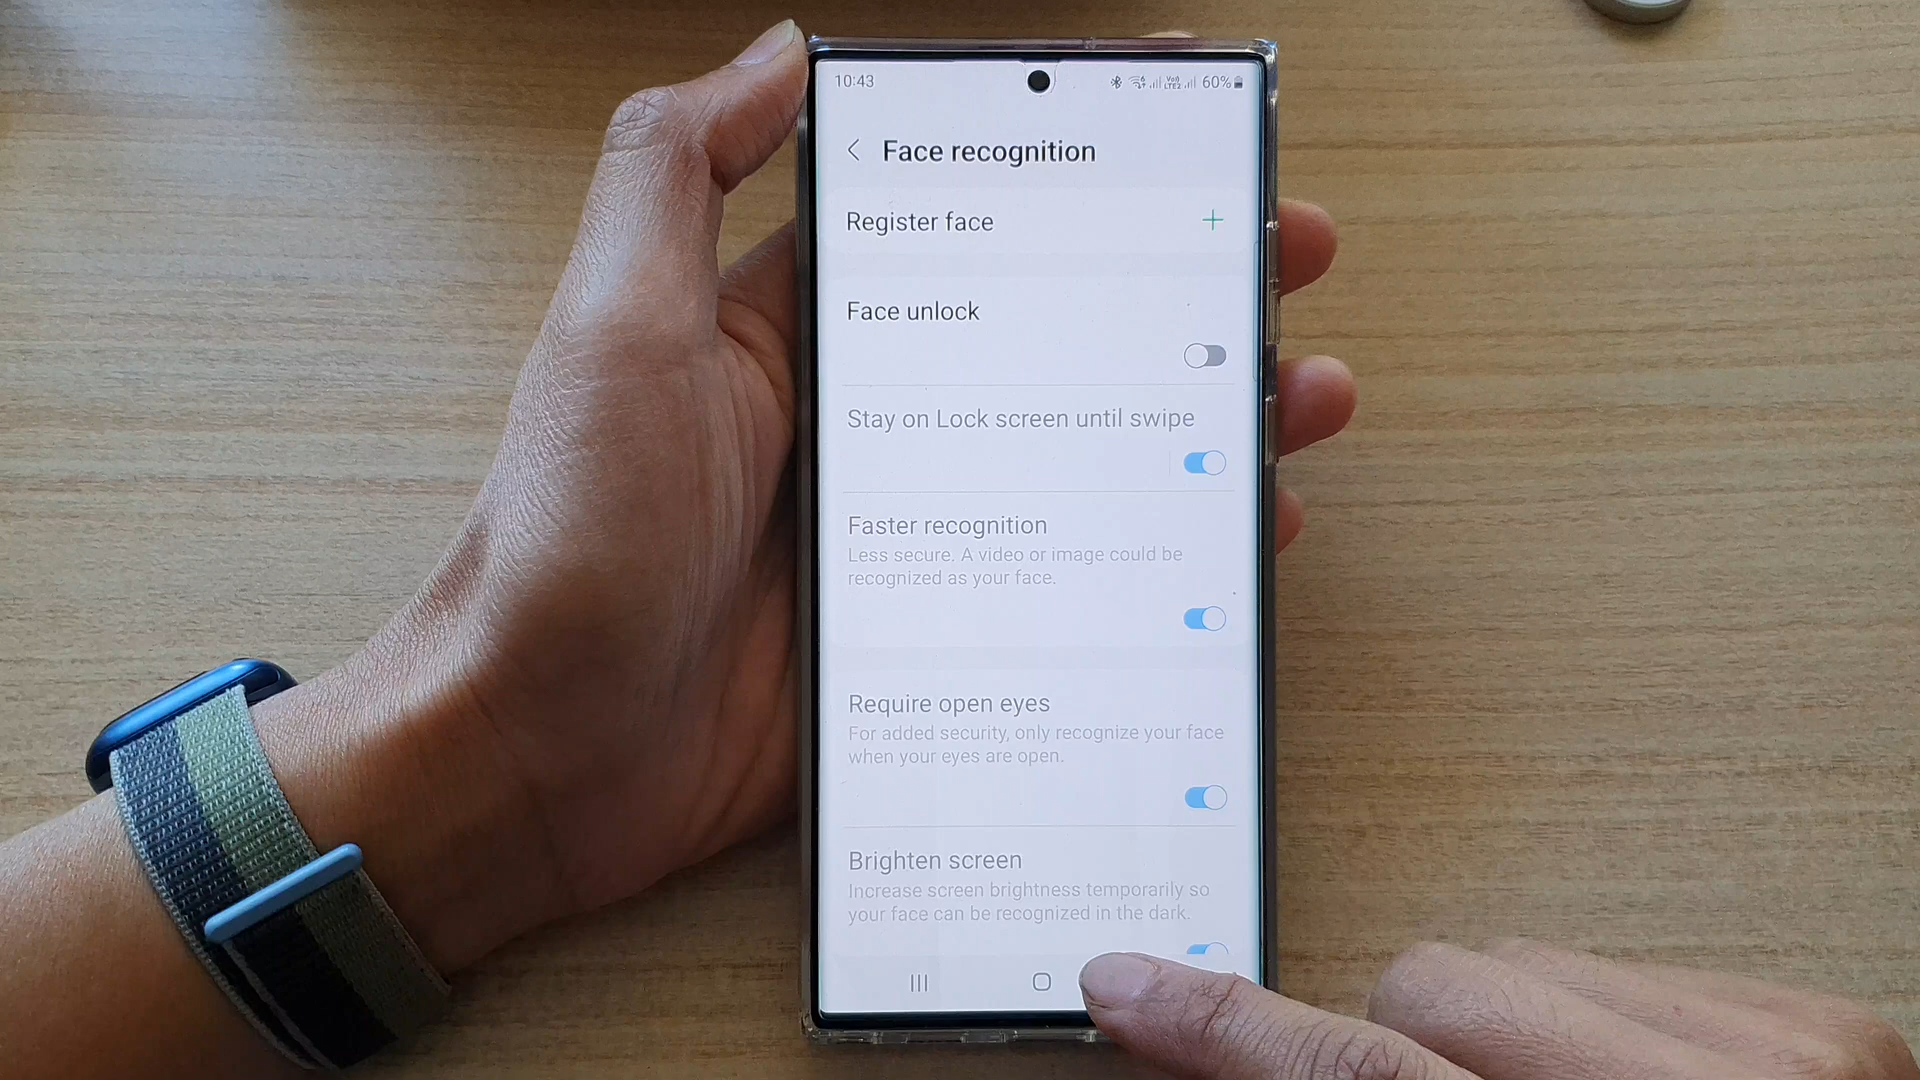 10:43
60%
Face recognition
Register face
Face unlock
Stay on Lock screen until swipe
Faster recognition
Less secure. A video or image could be
recognized as your face.
Require open eyes
For added security, only recognize your face
when your eyes are open.
Brighten screen
Increase screen brightness temporarily so
your face can be recognized in the dark.